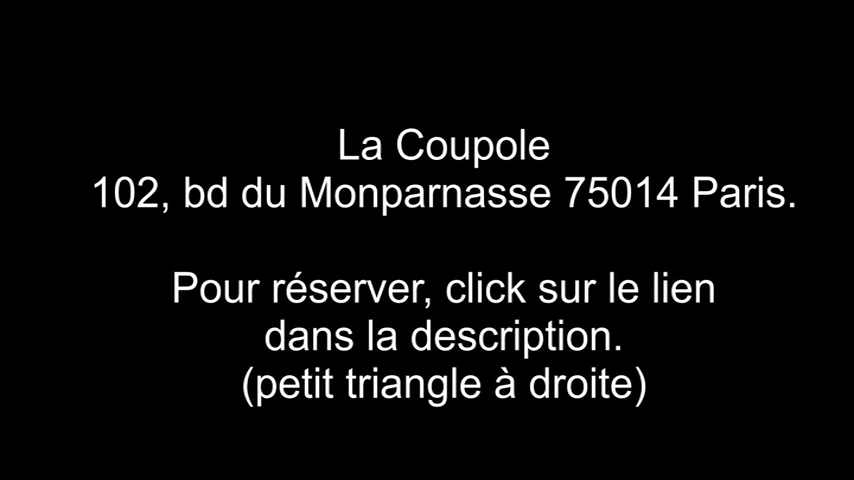 La Coupole
102, bd du Monparnasse 75014 Paris.
Pour réserver, click sur le lien
dans la description.
(petit triangle à droite)